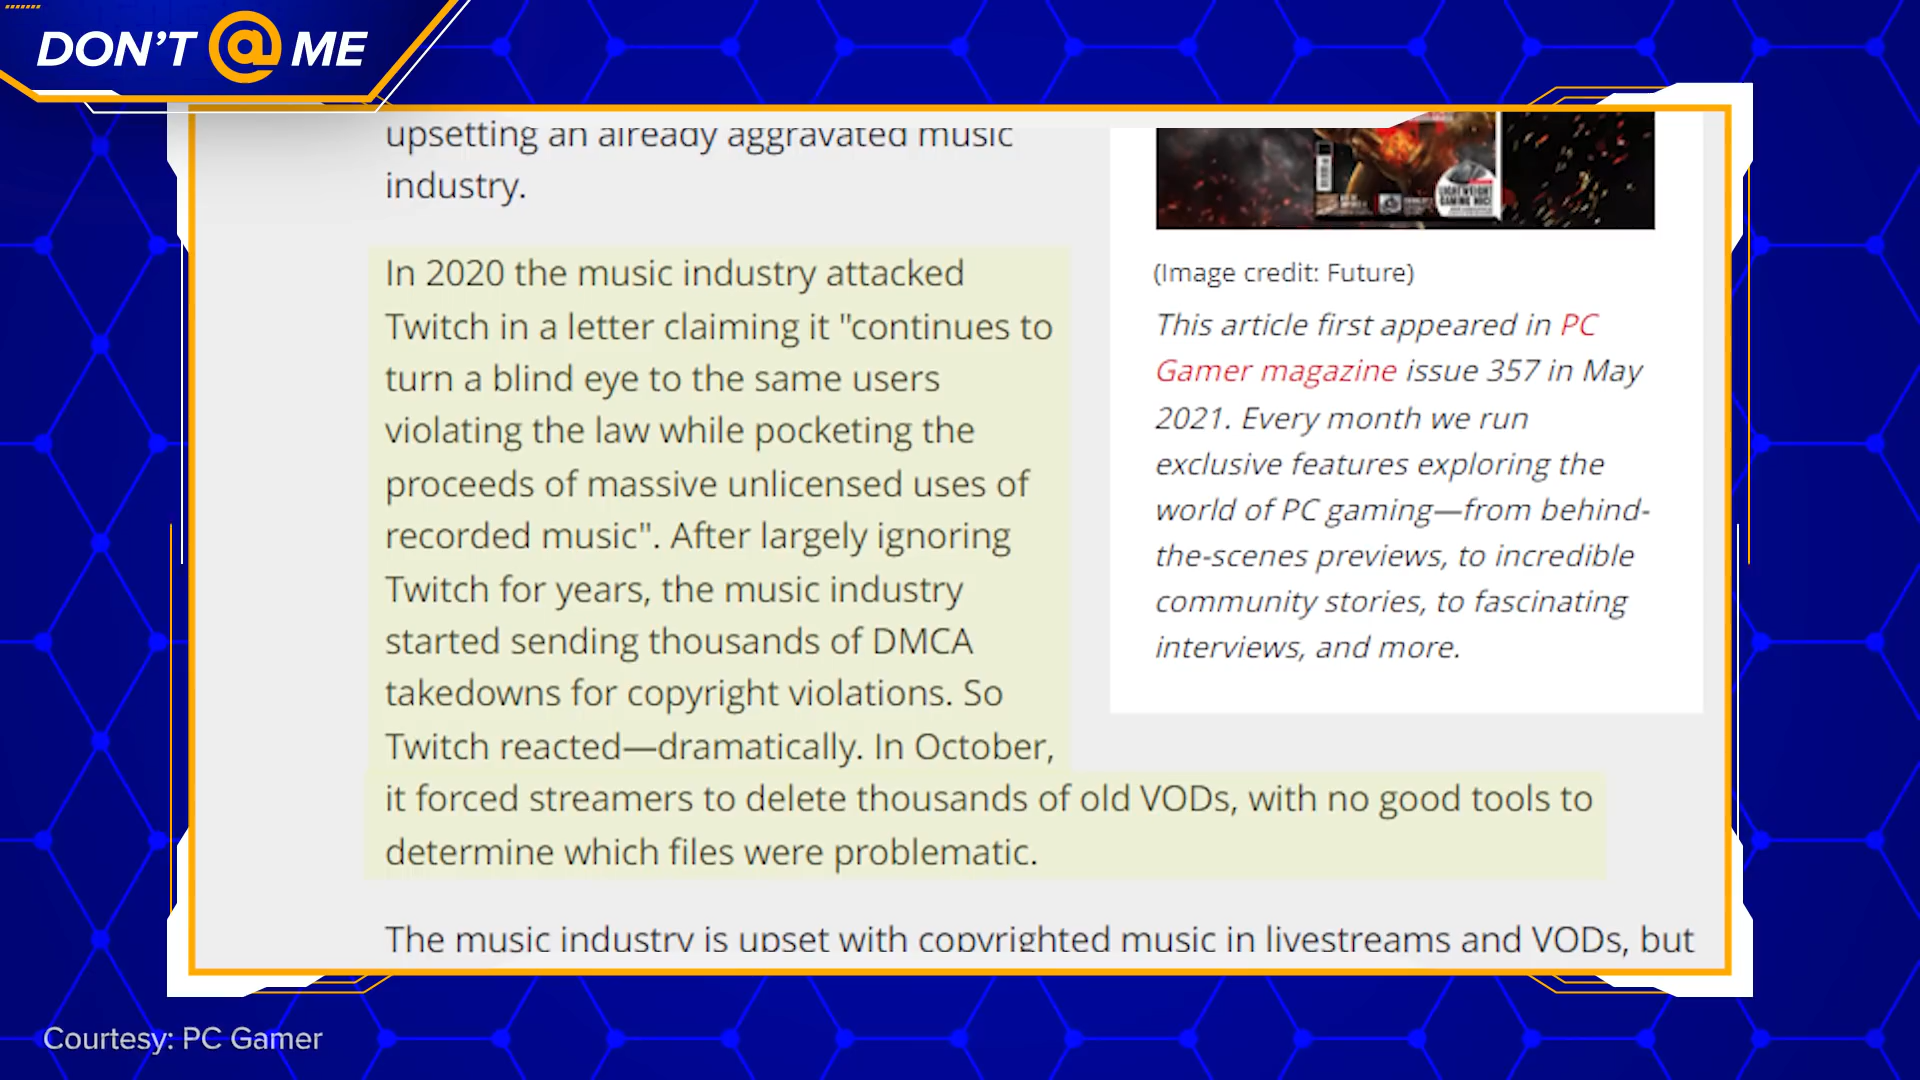 DON'T @ ME
upsetting an already aggravated music
industry.
In 2020 the music industry attacked
Twitch in a letter claiming it "continues to
turn a blind eye to the same users
violating the law while pocketing the
proceeds of massive unlicensed uses of
recorded music". After largely ignoring
Twitch for years, the music industry
started sending thousands of DMCA
takedowns for copyright violations. So
Twitch reacted—dramatically. In October,
it forced streamers to delete thousands of old VODs, with no good tools to
determine which files were problematic.
The music industry is upset with copyrighted music in livestreams and VODs, but
LIGHTWEIGHT
GAMING MICE
(Image credit: Future)
This article first appeared in PC
Gamer magazine issue 357 in May
2021. Every month we run
exclusive features exploring the
world of PC gaming—from behind-
the-scenes previews, to incredible
community stories, to fascinating
interviews, and more.
Courtesy: PC Gamer